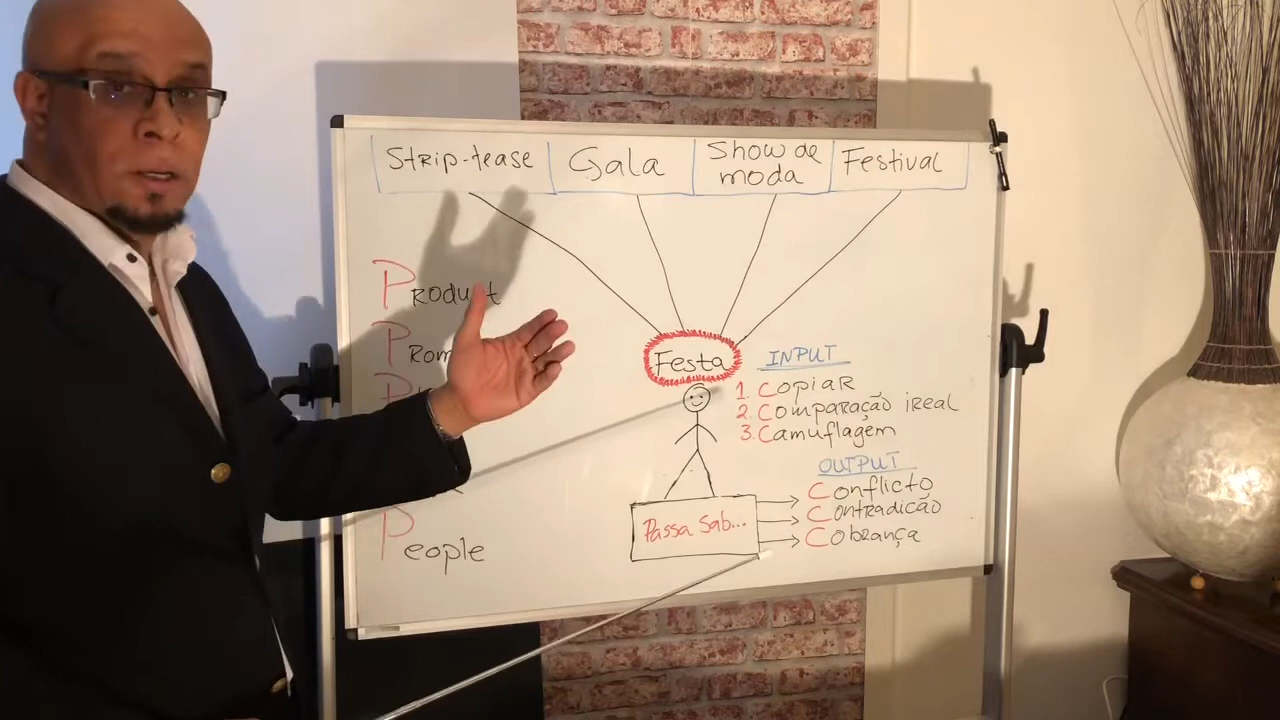 Strip-tease
Gala
Show de
moda
Festival
Product
Festa
INPUT
1. Copiar
2. Comparação ireal
3. Camuflagem
OUTPUT
Conflicto
Contradicão
Cobrança
Passa Sab...
People